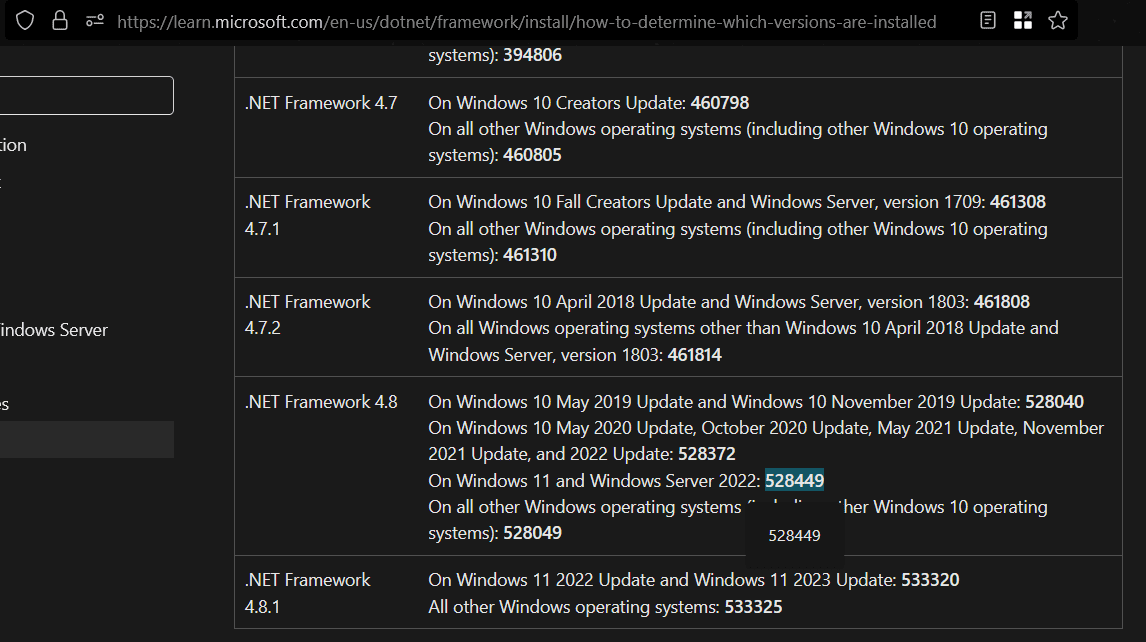 https://learn.microsoft.com/en-us/dotnet/framework/install/how-to-determine-which-versions-are-installed
systems): 394806
.NET Framework 4.7
On Windows 10 Creators Update: 460798
On all other Windows operating systems (including other Windows 10 operating
systems): 460805
tion
.NET Framework
4.7.1
On Windows 10 Fall Creators Update and Windows Server, version 1709: 461308
On all other Windows operating systems (including other Windows 10 operating
systems): 461310
.NET Framework
4.7.2
On Windows 10 April 2018 Update and Windows Server, version 1803: 461808
On all Windows operating systems other than Windows 10 April 2018 Update and
Windows Server, version 1803: 461814
indows Server
es
.NET Framework 4.8
On Windows 10 May 2019 Update and Windows 10 November 2019 Update: 528040
On Windows 10 May 2020 Update, October 2020 Update, May 2021 Update, November
2021 Update, and 2022 Update: 528372
On Windows 11 and Windows Server 2022: 528449
On all other Windows operating systems her Windows 10 operating
systems): 528049
528449
.NET Framework
4.8.1
On Windows 11 2022 Update and Windows 11 2023 Update: 533320
All other Windows operating systems: 533325